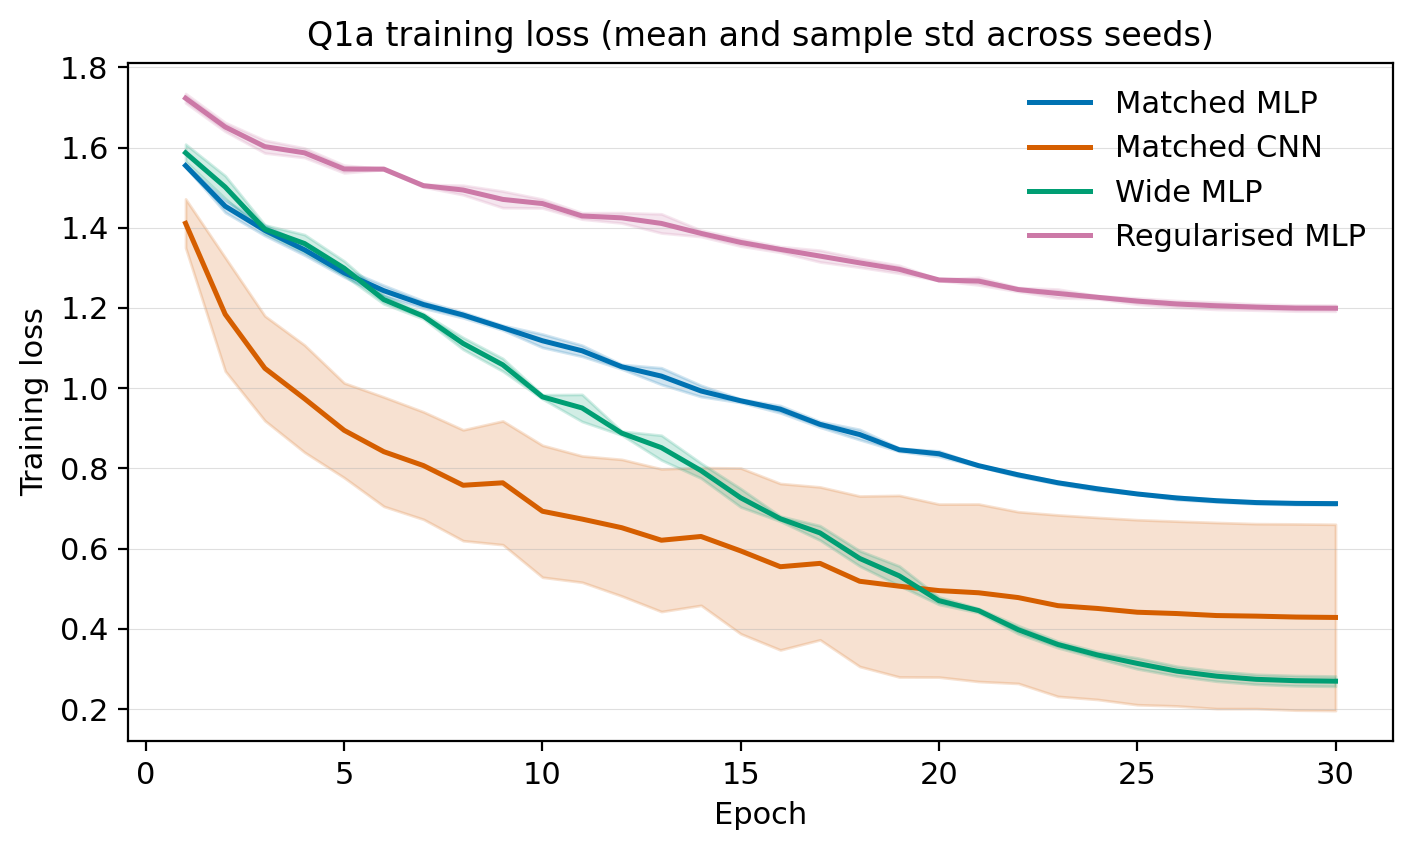 Q1a training loss (mean and sample std across seeds)
1.8
1.6
1.4
1.2
1.0
0.8
0.6
0.4
0.2
Training loss
Matched MLP
Matched CNN
Wide MLP
Regularised MLP
0 5 10 15 20 25 30
Epoch